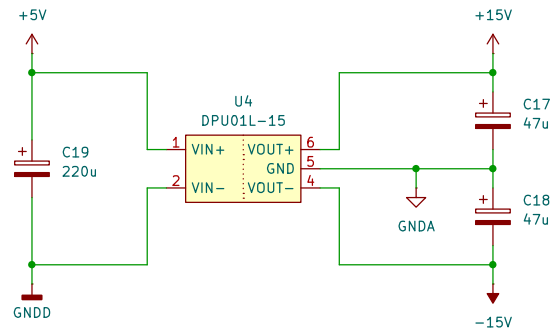 +5V
+15V
U4
DPU01L-15
+
C17
47u
1
VIN+
VOUT+
6
+
C19
220u
GND
5
2
VIN-
VOUT-
4
+
C18
47u
GNDA
GNDD
-15V